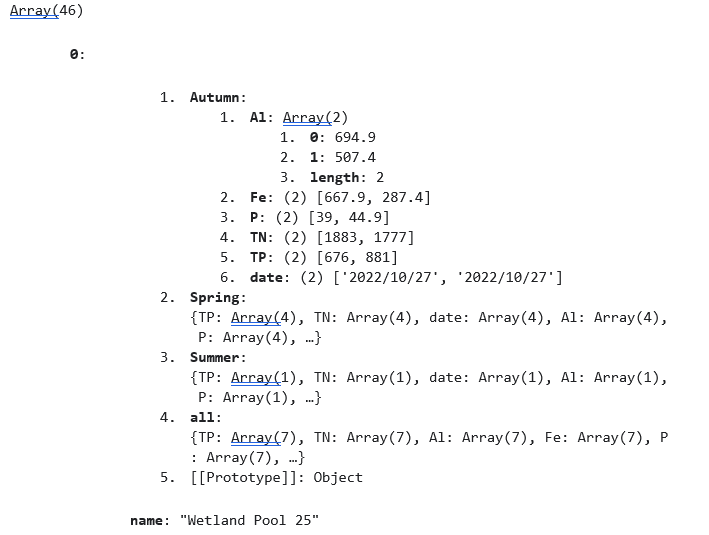 Array(46)
0:
1. Autumn:
1. Al: Array(2)
1. 0: 694.9
2. 1: 507.4
3. length: 2
2. Fe: (2) [667.9, 287.4]
3. P: (2) [39, 44.9]
4. TN: (2) [1883, 1777]
5. TP: (2) [676, 881]
6. date: (2) ['2022/10/27', '2022/10/27']
2. Spring:
{TP: Array(4), TN: Array(4), date: Array(4), Al: Array(4),
P: Array(4), …}
3. Summer:
{TP: Array(1), TN: Array(1), date: Array(1), Al: Array(1),
P: Array(1), …}
4. all:
{TP: Array(7), TN: Array(7), Al: Array(7), Fe: Array(7), P
: Array(7), …}
5. [[Prototype]]: Object
name: "Wetland Pool 25"